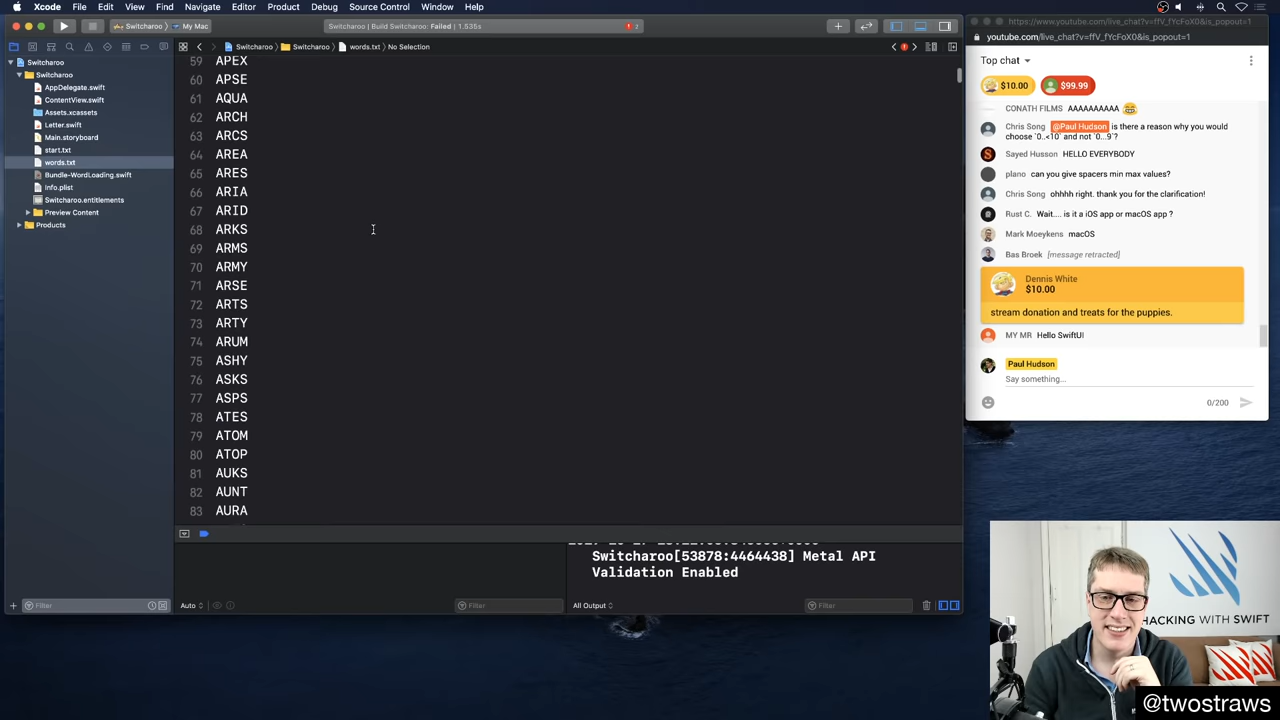 Xcode File Edit View Find Navigate Editor Product Debug Source Control Window Help
Switcharoo My Mac
Switcharoo | Build Switcharoo: Failed | 1.535s
2
https://www.youtube.com/live_chat?v=ffV_fYcFoX0&is_popout=1
youtube.com/live_chat?v=ffV_fYcFoX0&is_popout=1
Switcharoo Switcharoo words.txt No Selection
Switcharoo
Switcharoo
AppDelegate.swift
ContentView.swift
Assets.xcassets
Letter.swift
Main.storyboard
start.txt
words.txt
Bundle-WordLoading.swift
Info.plist
Switcharoo.entitlements
Preview Content
Products
Filter
59 APEX
60 APSE
61 AQUA
62 ARCH
63 ARCS
64 AREA
65 ARES
66 ARIA
67 ARID
68 ARKS
69 ARMS
70 ARMY
71 ARSE
72 ARTS
73 ARTY
74 ARUM
75 ASHY
76 ASKS
77 ASPS
78 ATES
79 ATOM
80 ATOP
81 AUKS
82 AUNT
83 AURA
Switcharoo[53878:4464438] Metal API
Validation Enabled
Auto
Filter
All Output
Filter
Top chat
$10.00 $99.99
CONATH FILMS AAAAAAAAAA
Chris Song @Paul Hudson is there a reason why you would
choose `0..<10` and not `0...9`?
Sayed Husson HELLO EVERYBODY
plano can you give spacers min max values?
Chris Song ohhhh right. thank you for the clarification!
Rust C. Wait.... is it a iOS app or macOS app ?
Mark Moeykens macOS
Bas Broek [message retracted]
Dennis White
$10.00
stream donation and treats for the puppies.
MY MR Hello SwiftUI
Paul Hudson
Say something...
0/200
HACKING WITH SWIFT
@twostraws